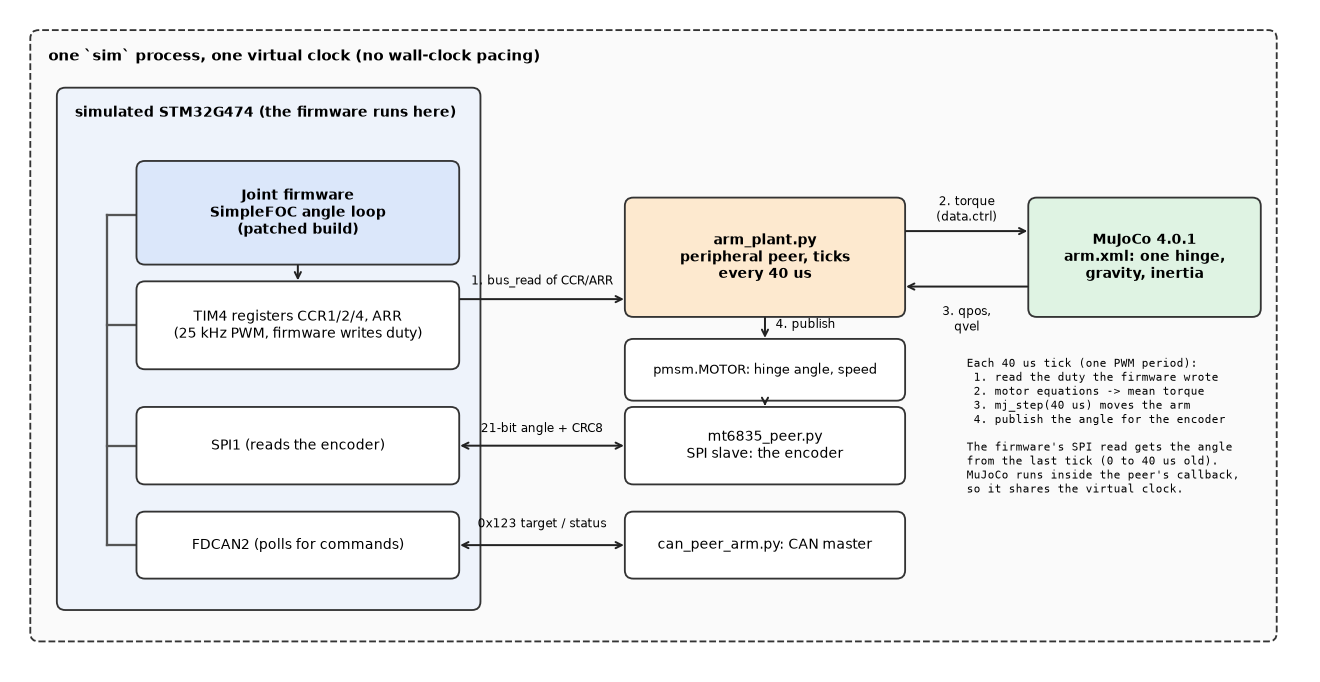 one `sim` process, one virtual clock (no wall-clock pacing)
simulated STM32G474 (the firmware runs here)
Joint firmware
SimpleFOC angle loop
(patched build)
TIM4 registers CCR1/2/4, ARR
(25 kHz PWM, firmware writes duty)
SPI1 (reads the encoder)
FDCAN2 (polls for commands)
1. bus_read of CCR/ARR
21-bit angle + CRC8
0x123 target / status
arm_plant.py
peripheral peer, ticks
every 40 us
4. publish
pmsm.MOTOR: hinge angle, speed
mt6835_peer.py
SPI slave: the encoder
can_peer_arm.py: CAN master
2. torque
(data.ctrl)
3. qpos,
qvel
MuJoCo 4.0.1
arm.xml: one hinge,
gravity, inertia
Each 40 us tick (one PWM period):
1. read the duty the firmware wrote
2. motor equations -> mean torque
3. mj_step(40 us) moves the arm
4. publish the angle for the encoder
The firmware's SPI read gets the angle
from the last tick (0 to 40 us old).
MuJoCo runs inside the peer's callback,
so it shares the virtual clock.